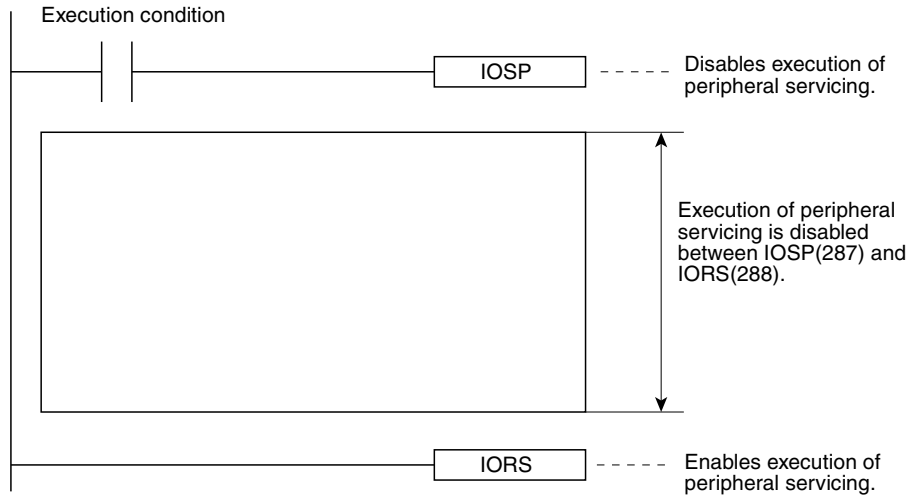 Execution condition
IOSP
Disables execution of
peripheral servicing.
Execution of peripheral
servicing is disabled
between IOSP(287) and
IORS(288).
IORS
Enables execution of
peripheral servicing.